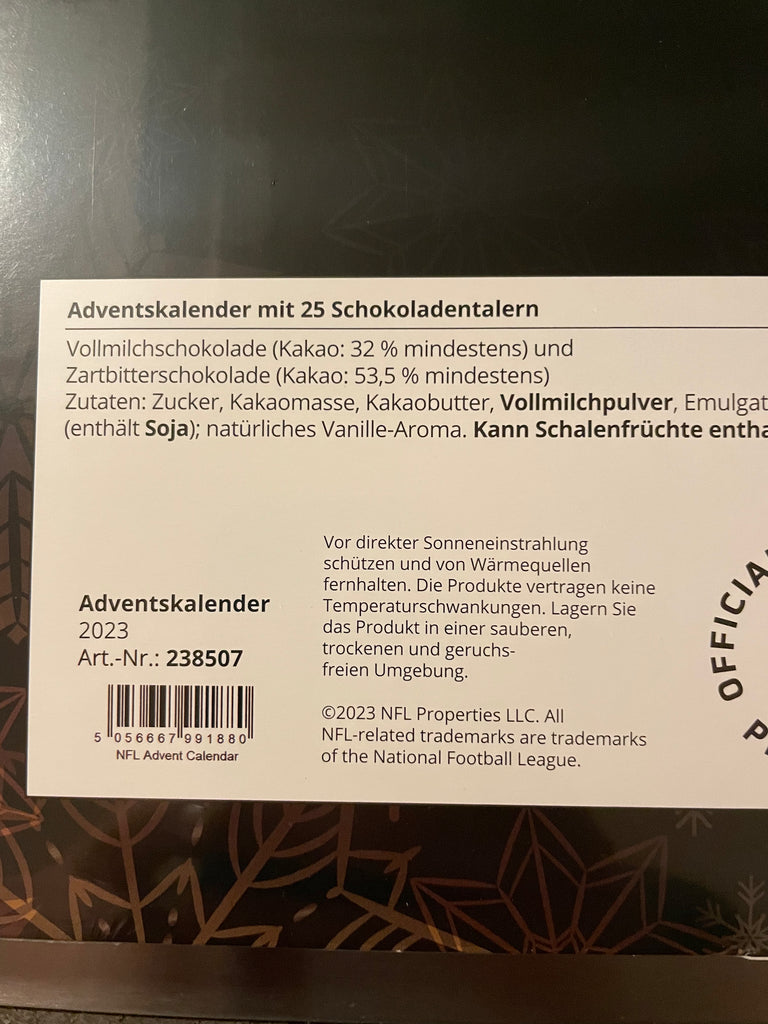 Adventskalender mit 25 Schokoladentalern
Vollmilchschokolade (Kakao: 32 % mindestens) und
Zartbitterschokolade (Kakao: 53,5 % mindestens)
Zutaten: Zucker, Kakaomasse, Kakaobutter, Vollmilchpulver,
(enthält Soja); natürliches Vanille-Aroma. Kann Schalenfrüchte
Vor direkter Sonneneinstrahlung
schützen und von Wärmequellen
fernhalten. Die Produkte vertragen keine
Temperaturschwankungen. Lagern Sie
das Produkt in einer sauberen,
trockenen und geruchs-
freien Umgebung.
Adventskalender
2023
Art.-Nr.: 238507
5 056667 991880
NFL Advent Calendar
©2023 NFL Properties LLC. All
NFL-related trademarks are trademarks
of the National Football League.